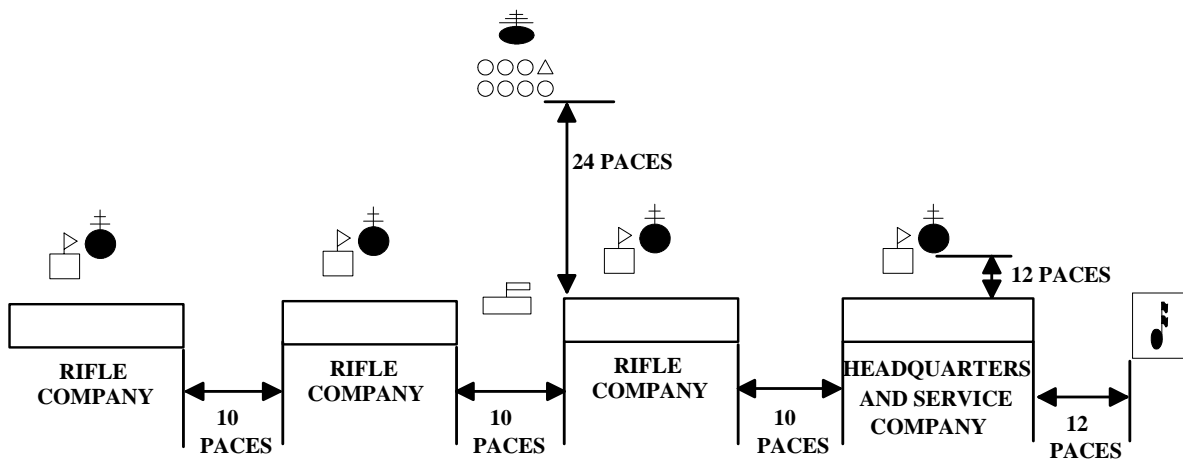 24 PACES
12 PACES
RIFLE
COMPANY
RIFLE
COMPANY
RIFLE
COMPANY
HEADQUARTERS
AND SERVICE
COMPANY
10
PACES
10
PACES
10
PACES
12
PACES